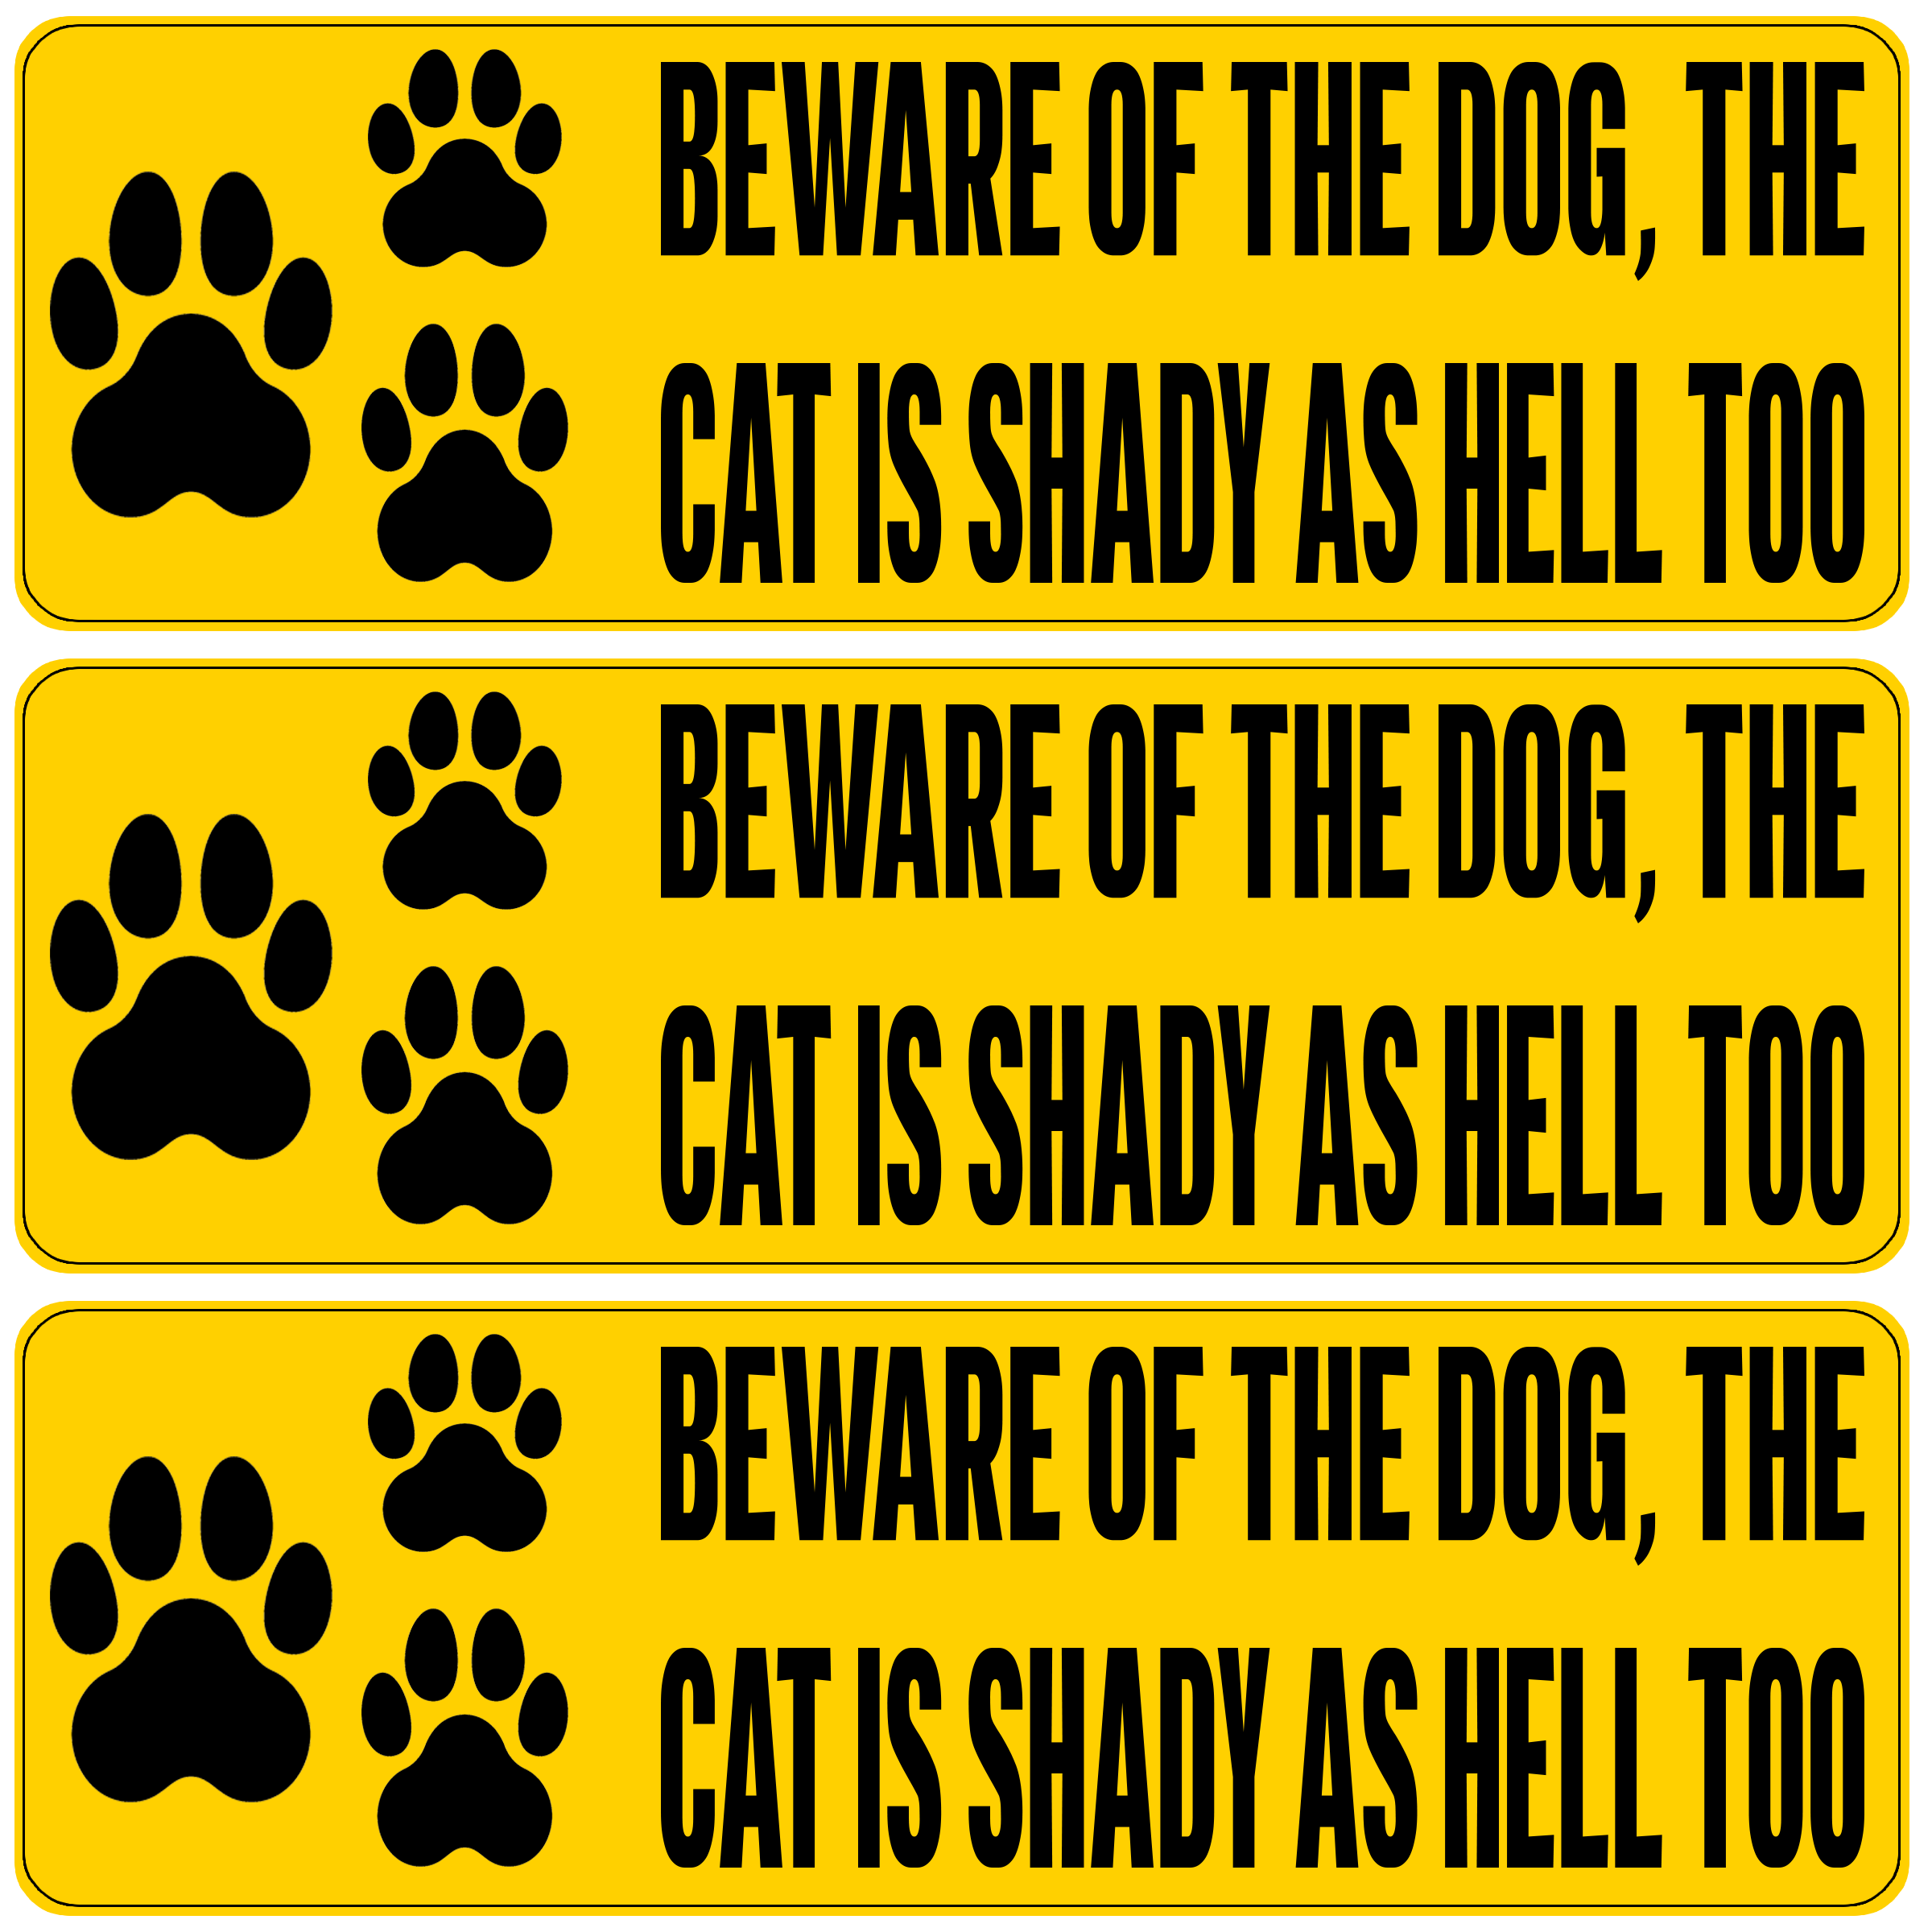 BEWARE OF THE DOG, THE
CAT IS SHADY AS HELL TOO
BEWARE OF THE DOG, THE
CAT IS SHADY AS HELL TOO
BEWARE OF THE DOG, THE
CAT IS SHADY AS HELL TOO